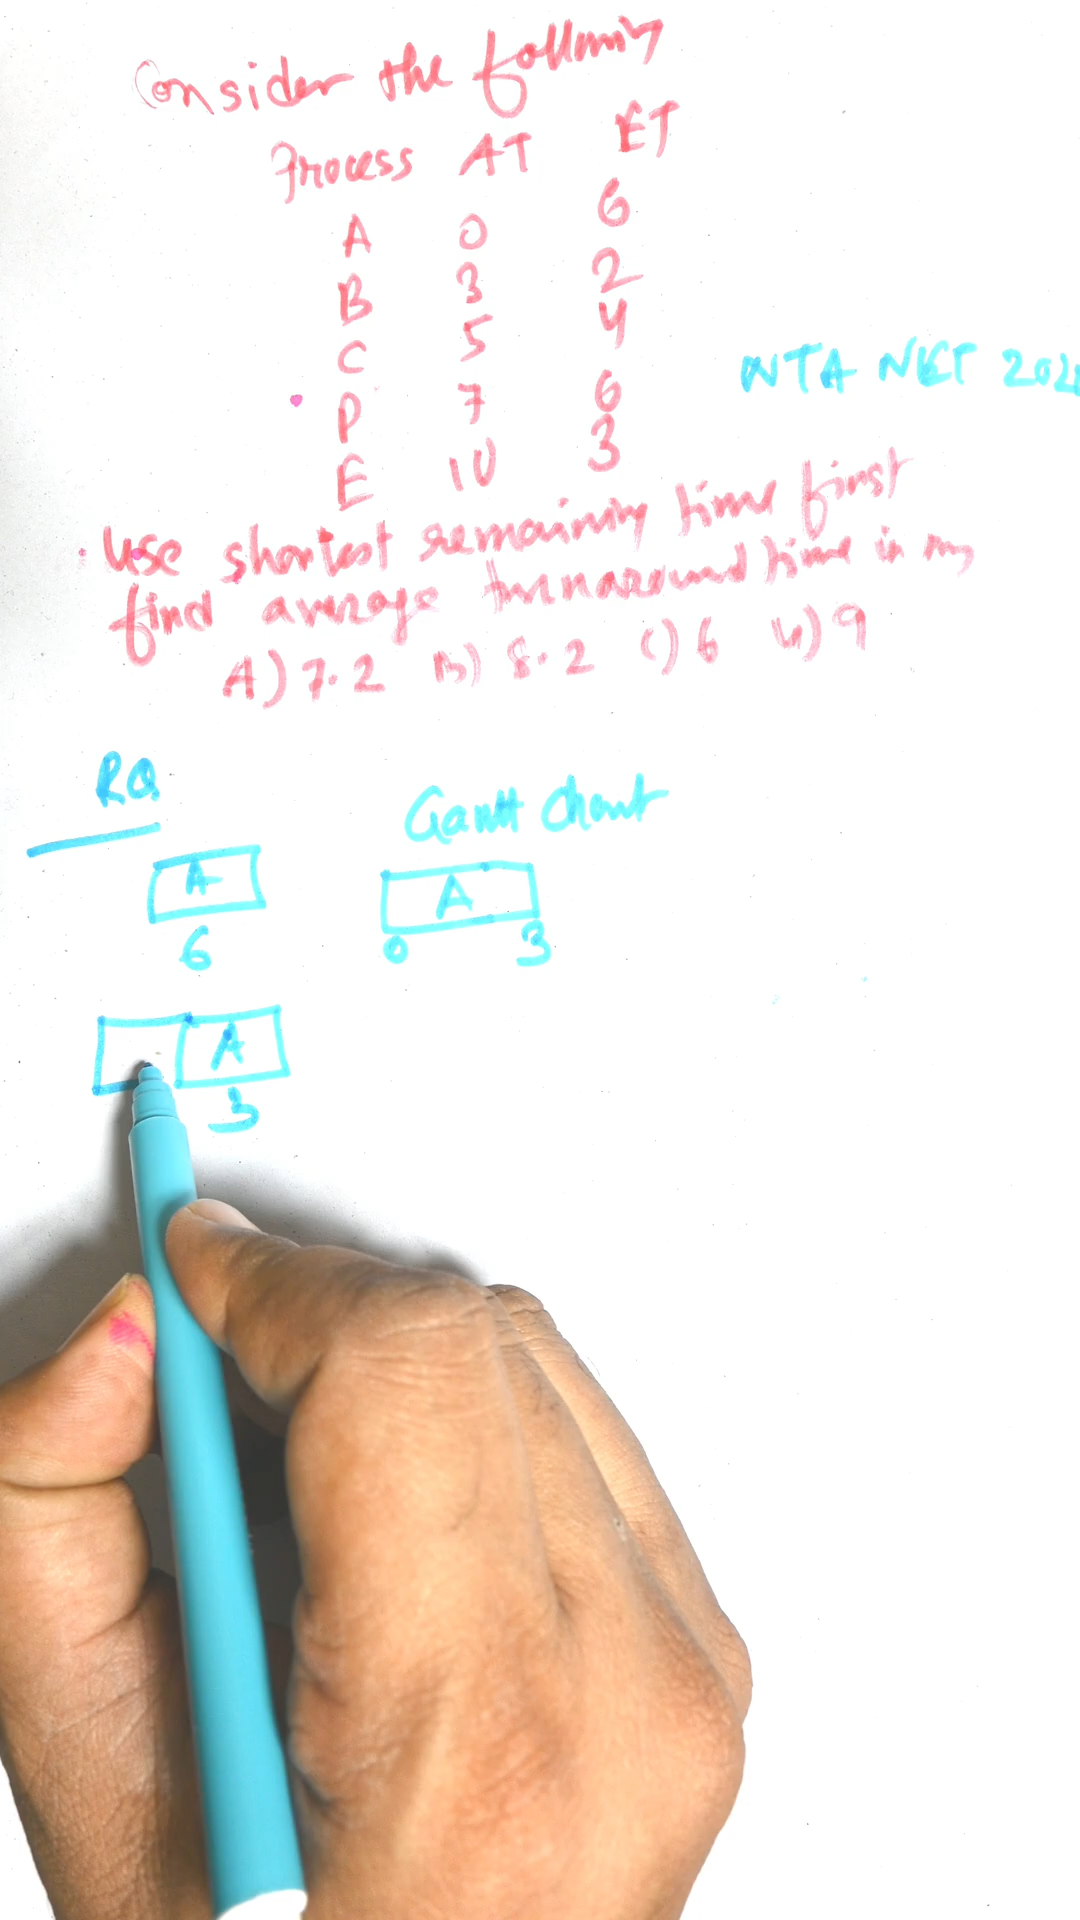 Consider the following
Process AT ET
A 0 6
B 3 2
C 5 4
D 7 6
E 10 3
NTA NET 202
Use shortest remaining time first
find average turnaround time in ms
A) 7.2 B) 8.2 C) 6 4) 9
RQ
Gantt Chart
A
6
A
0 3
A
3